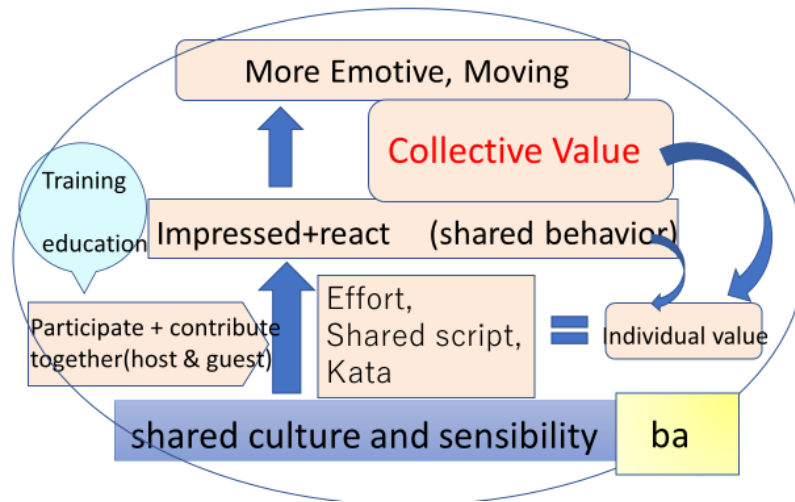 More Emotive, Moving
Collective Value
Training
education
Impressed+react (shared behavior)
Participate + contribute
together(host & guest)
Effort,
Shared script,
Kata
=
Individual value
shared culture and sensibility
ba